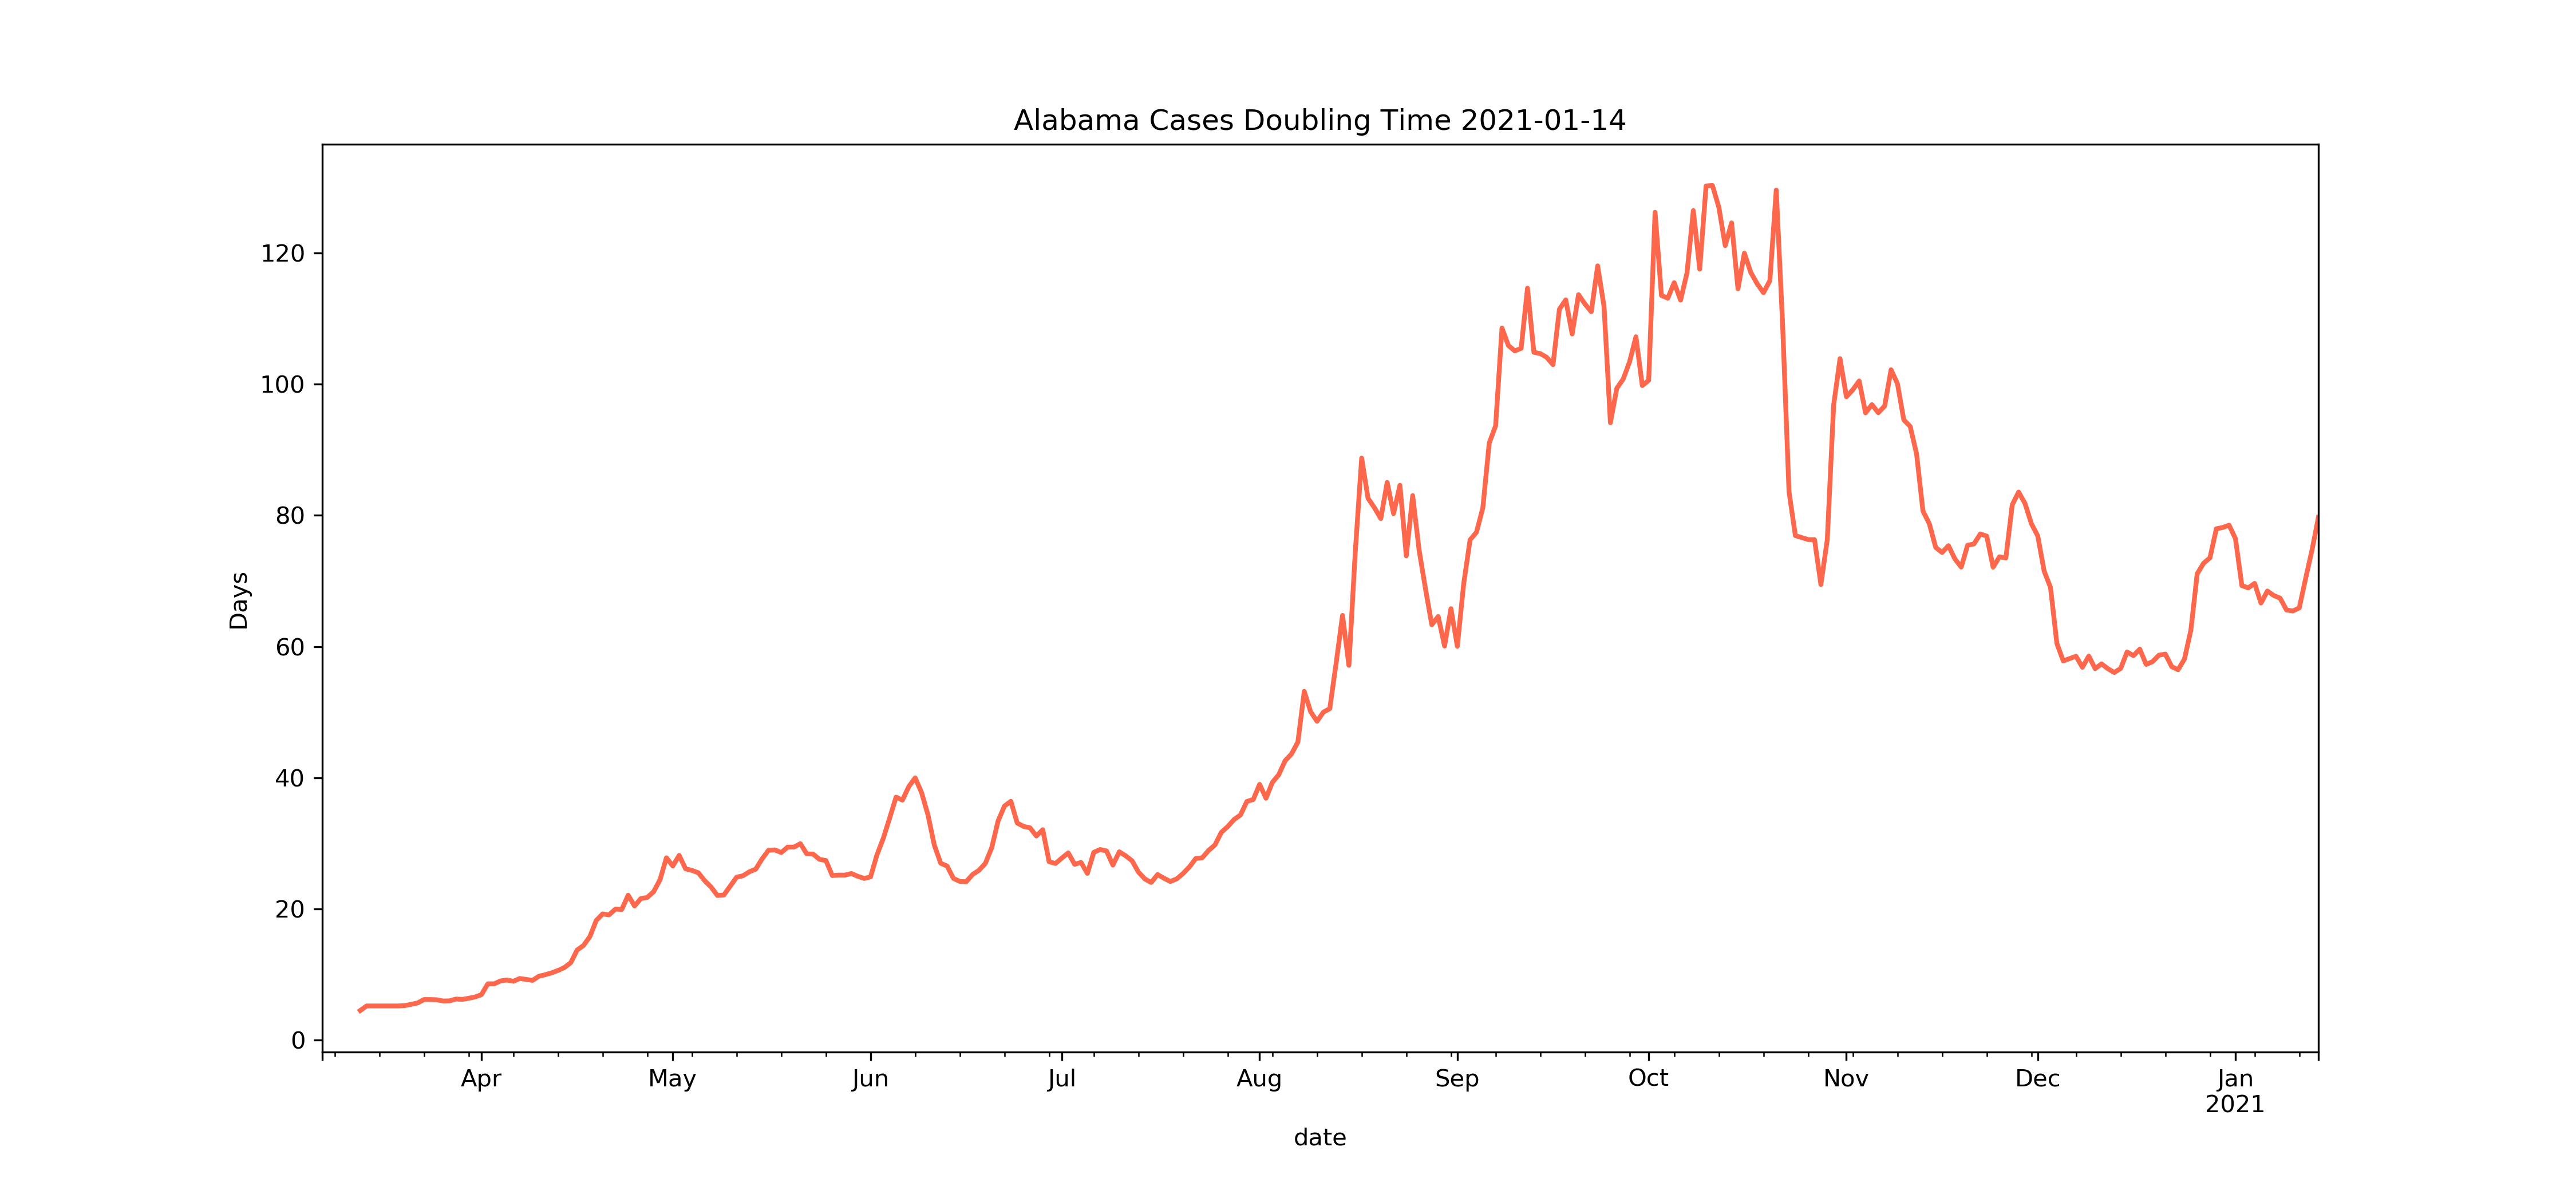 Alabama Cases Doubling Time 2021-01-14
120
100
80
60
40
20
0
Days
Apr May Jun Jul Aug Sep Oct Nov Dec Jan
2021
date